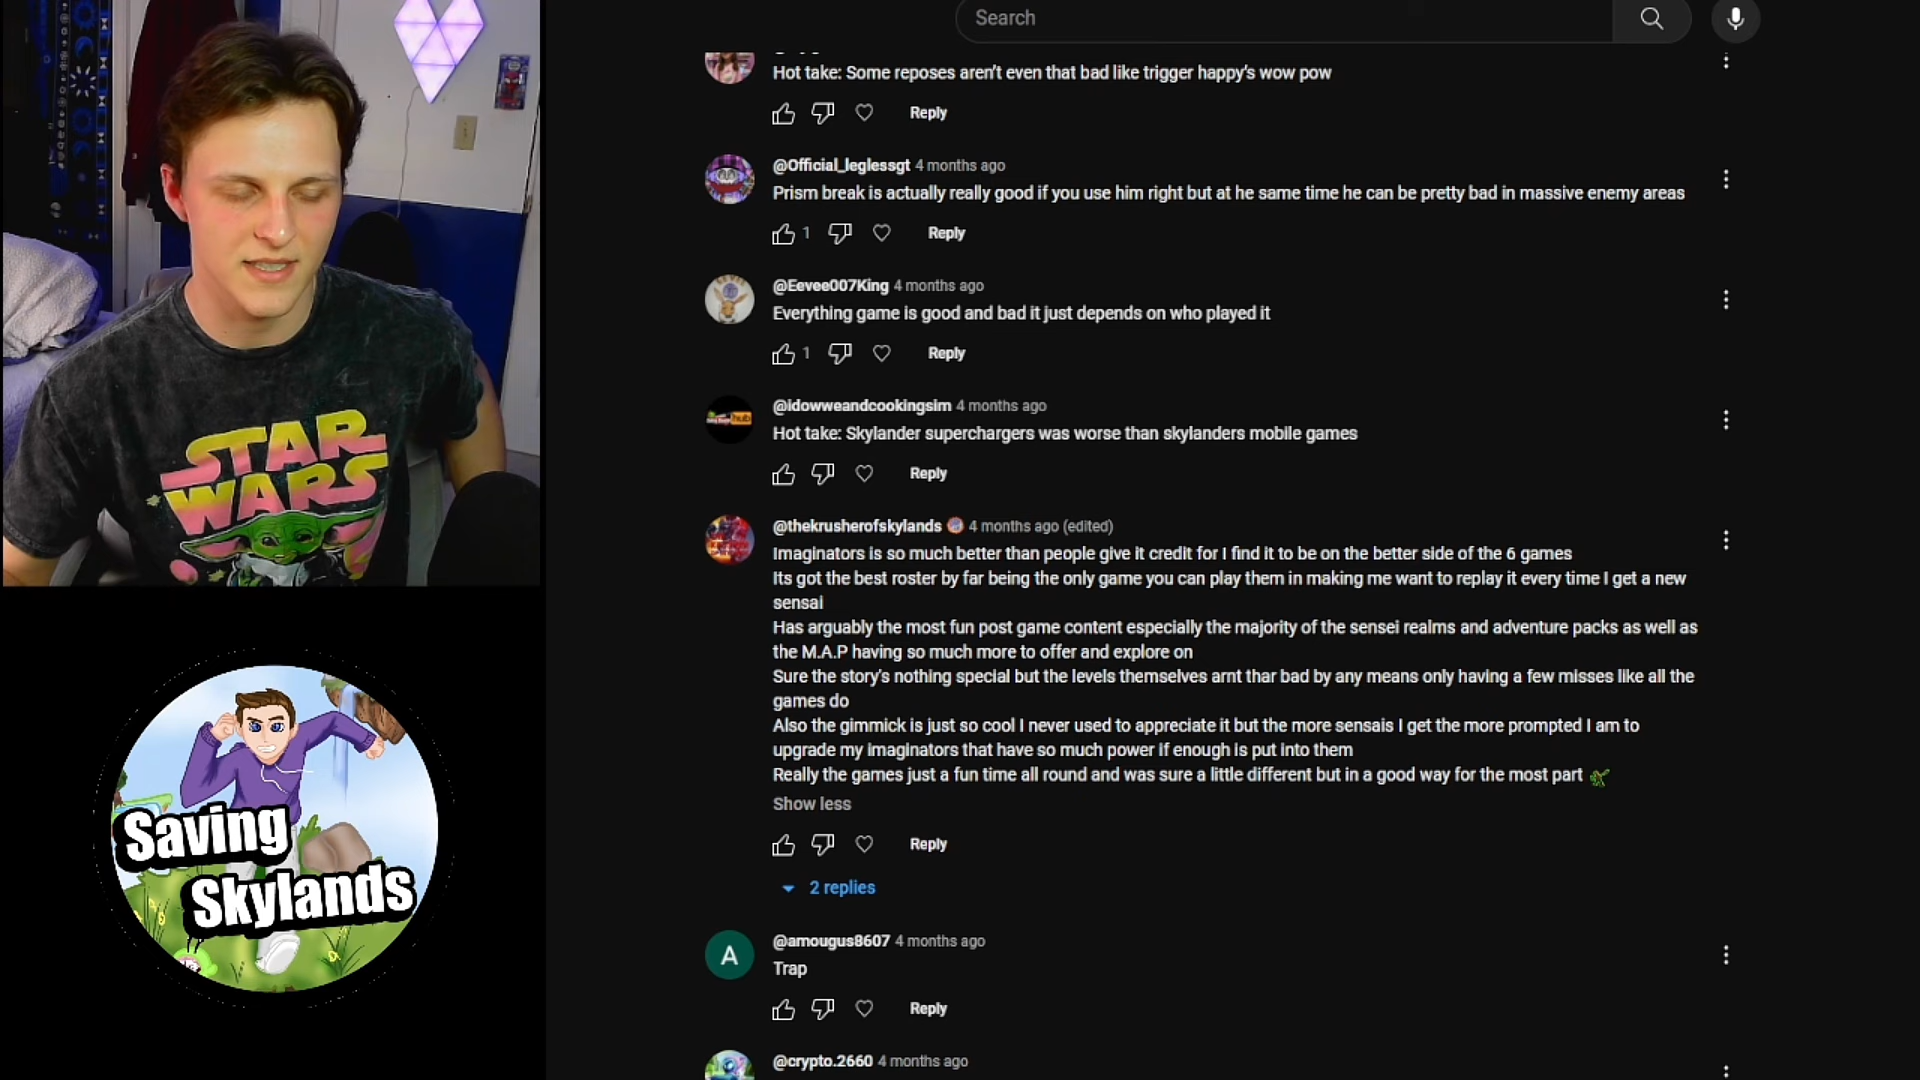 Search
Hot take: Some reposes aren't even that bad like trigger happy's wow pow
Reply
@Official_leglessgt 4 months ago
Prism break is actually really good if you use him right but at he same time he can be pretty bad in massive enemy areas
1 Reply
@Eevee007King 4 months ago
Everything game is good and bad it just depends on who played it
1 Reply
@idowweandcookingsim 4 months ago
Hot take: Skylander superchargers was worse than skylanders mobile games
Reply
@thekrusherofskylands 4 months ago (edited)
Imaginators is so much better than people give it credit for I find it to be on the better side of the 6 games
Its got the best roster by far being the only game you can play them in making me want to replay it every time I get a new
sensai
Has arguably the most fun post game content especially the majority of the sensei realms and adventure packs as well as
the M.A.P having so much more to offer and explore on
Sure the story's nothing special but the levels themselves arnt thar bad by any means only having a few misses like all the
games do
Also the gimmick is just so cool I never used to appreciate it but the more sensais I get the more prompted I am to
upgrade my imaginators that have so much power if enough is put into them
Really the games just a fun time all round and was sure a little different but in a good way for the most part
Show less
Reply
2 replies
A
@amougus8607 4 months ago
Trap
Reply
@crypto.2660 4 months ago
STAR
WARS
Saving
Skylands